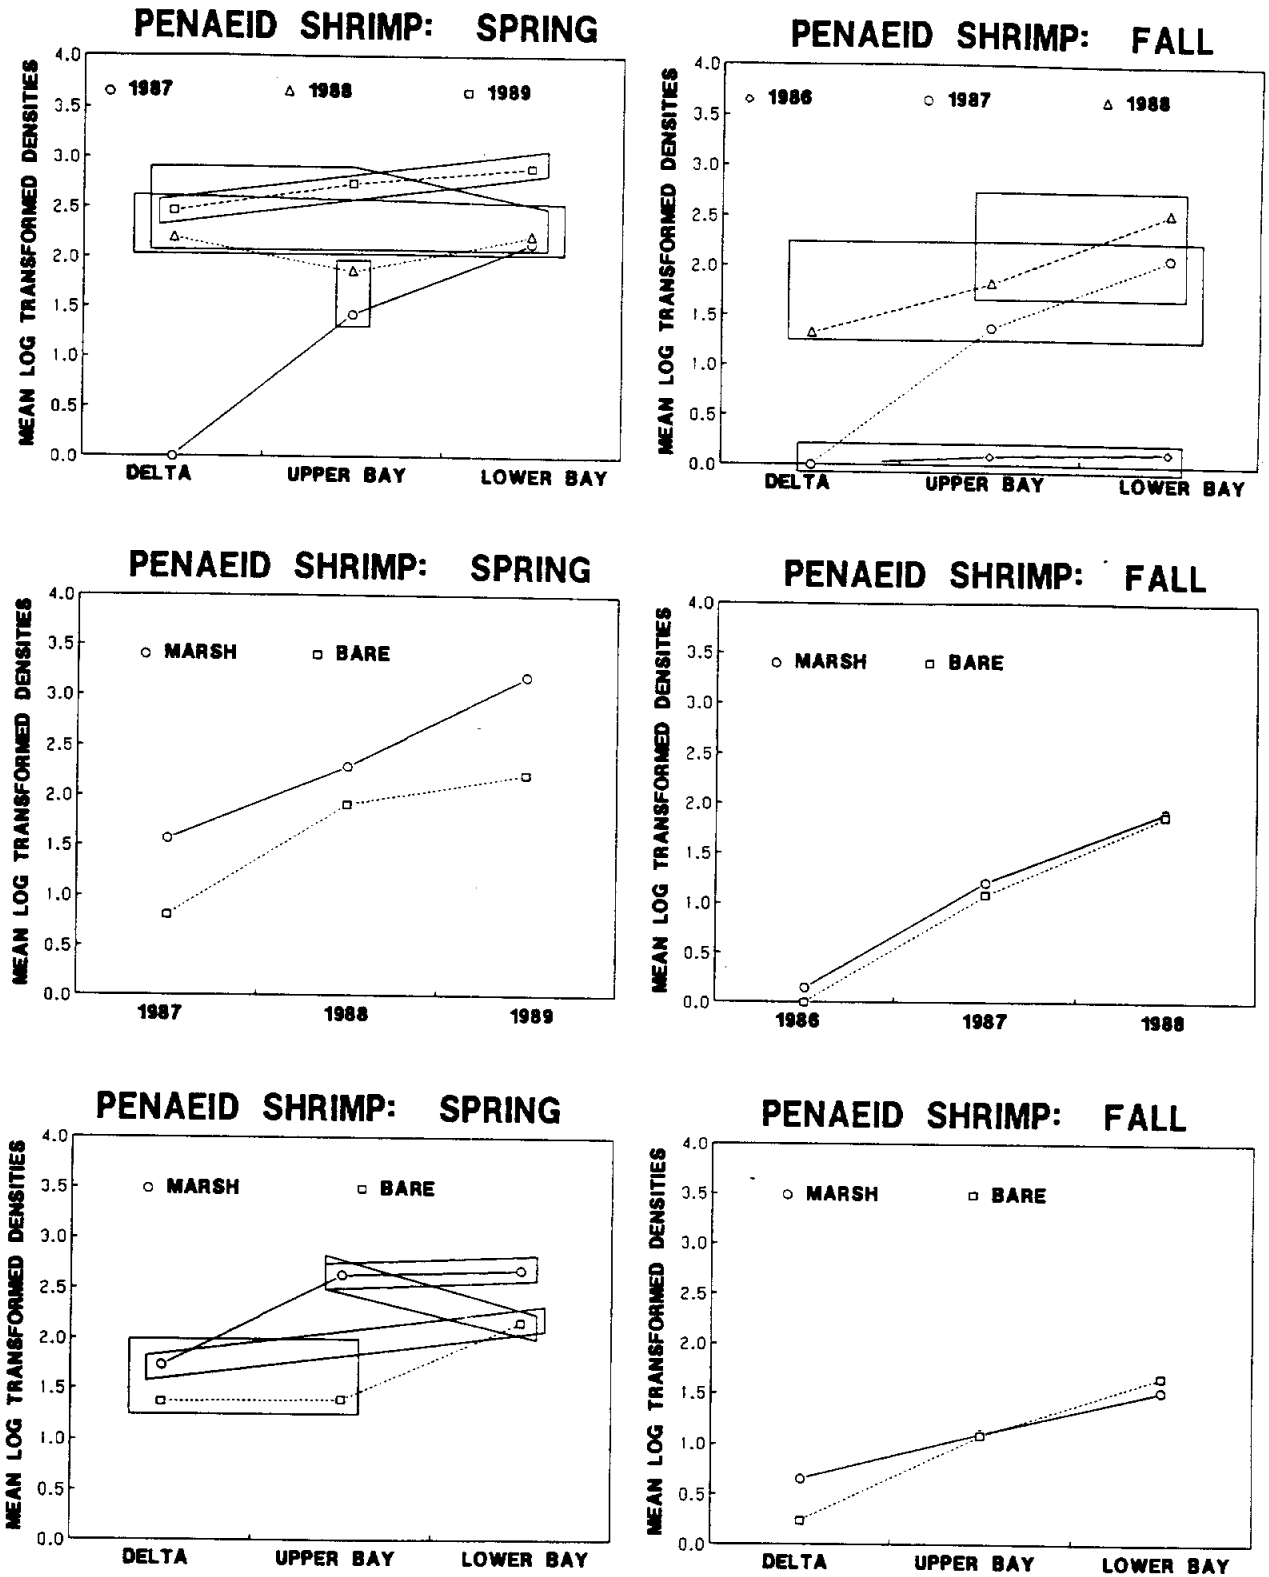 PENAEID SHRIMP: SPRING
MEAN LOG TRANSFORMED DENSITIES
4.0
3.5
3.0
2.5
2.0
1.5
1.0
0.5
0.0
1987 1988 1989
DELTA UPPER BAY LOWER BAY
PENAEID SHRIMP: FALL
MEAN LOG TRANSFORMED DENSITIES
4.0
3.5
3.0
2.5
2.0
1.5
1.0
0.5
0.0
1986 1987 1988
DELTA UPPER BAY LOWER BAY
PENAEID SHRIMP: SPRING
MEAN LOG TRANSFORMED DENSITIES
4.0
3.5
3.0
2.5
2.0
1.5
1.0
0.5
0.0
MARSH BARE
1987 1988 1989
PENAEID SHRIMP: FALL
MEAN LOG TRANSFORMED DENSITIES
4.0
3.5
3.0
2.5
2.0
1.5
1.0
0.5
0.0
MARSH BARE
1986 1987 1988
PENAEID SHRIMP: SPRING
MEAN LOG TRANSFORMED DENSITIES
4.0
3.5
3.0
2.5
2.0
1.5
1.0
0.5
0.0
MARSH BARE
DELTA UPPER BAY LOWER BAY
PENAEID SHRIMP: FALL
MEAN LOG TRANSFORMED DENSITIES
4.0
3.5
3.0
2.5
2.0
1.5
1.0
0.5
0.0
MARSH BARE
DELTA UPPER BAY LOWER BAY